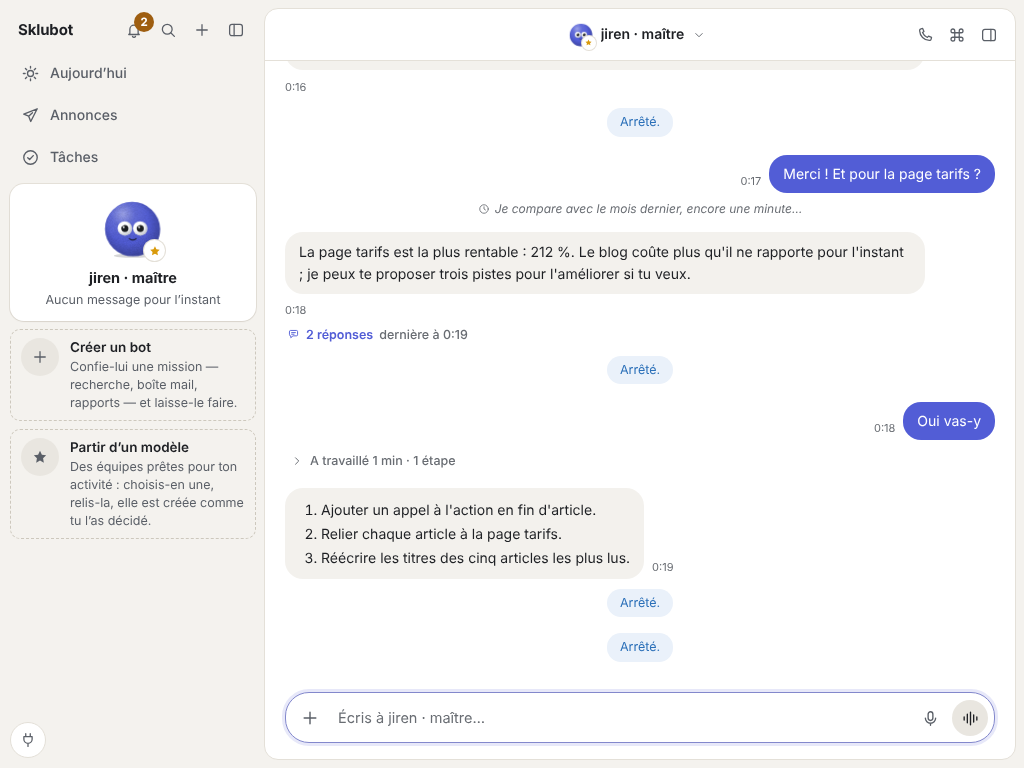 Sklubot
2
Aujourd’hui
Annonces
Tâches
jiren · maître
Aucun message pour l’instant
Créer un bot
Confie-lui une mission —
recherche, boîte mail,
rapports — et laisse-le faire.
Partir d’un modèle
Des équipes prêtes pour ton
activité : choisis-en une,
relis-la, elle est créée comme
tu l’as décidé.
jiren · maître
0:16
Arrêté.
0:17
Merci ! Et pour la page tarifs ?
Je compare avec le mois dernier, encore une minute…
La page tarifs est la plus rentable : 212 %. Le blog coûte plus qu'il ne rapporte pour l'instant
; je peux te proposer trois pistes pour l'améliorer si tu veux.
0:18
2 réponses dernière à 0:19
Arrêté.
0:18
Oui vas-y
A travaillé 1 min · 1 étape
1. Ajouter un appel à l'action en fin d'article.
2. Relier chaque article à la page tarifs.
3. Réécrire les titres des cinq articles les plus lus.
0:19
Arrêté.
Arrêté.
Écris à jiren · maître…